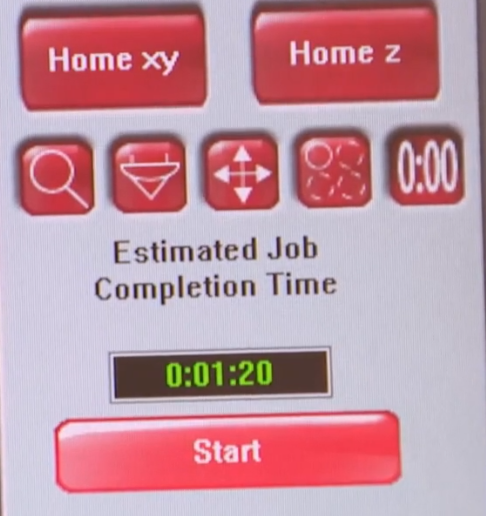 Home xy
Home z
0:00
Estimated Job
Completion Time
0:01:20
Start